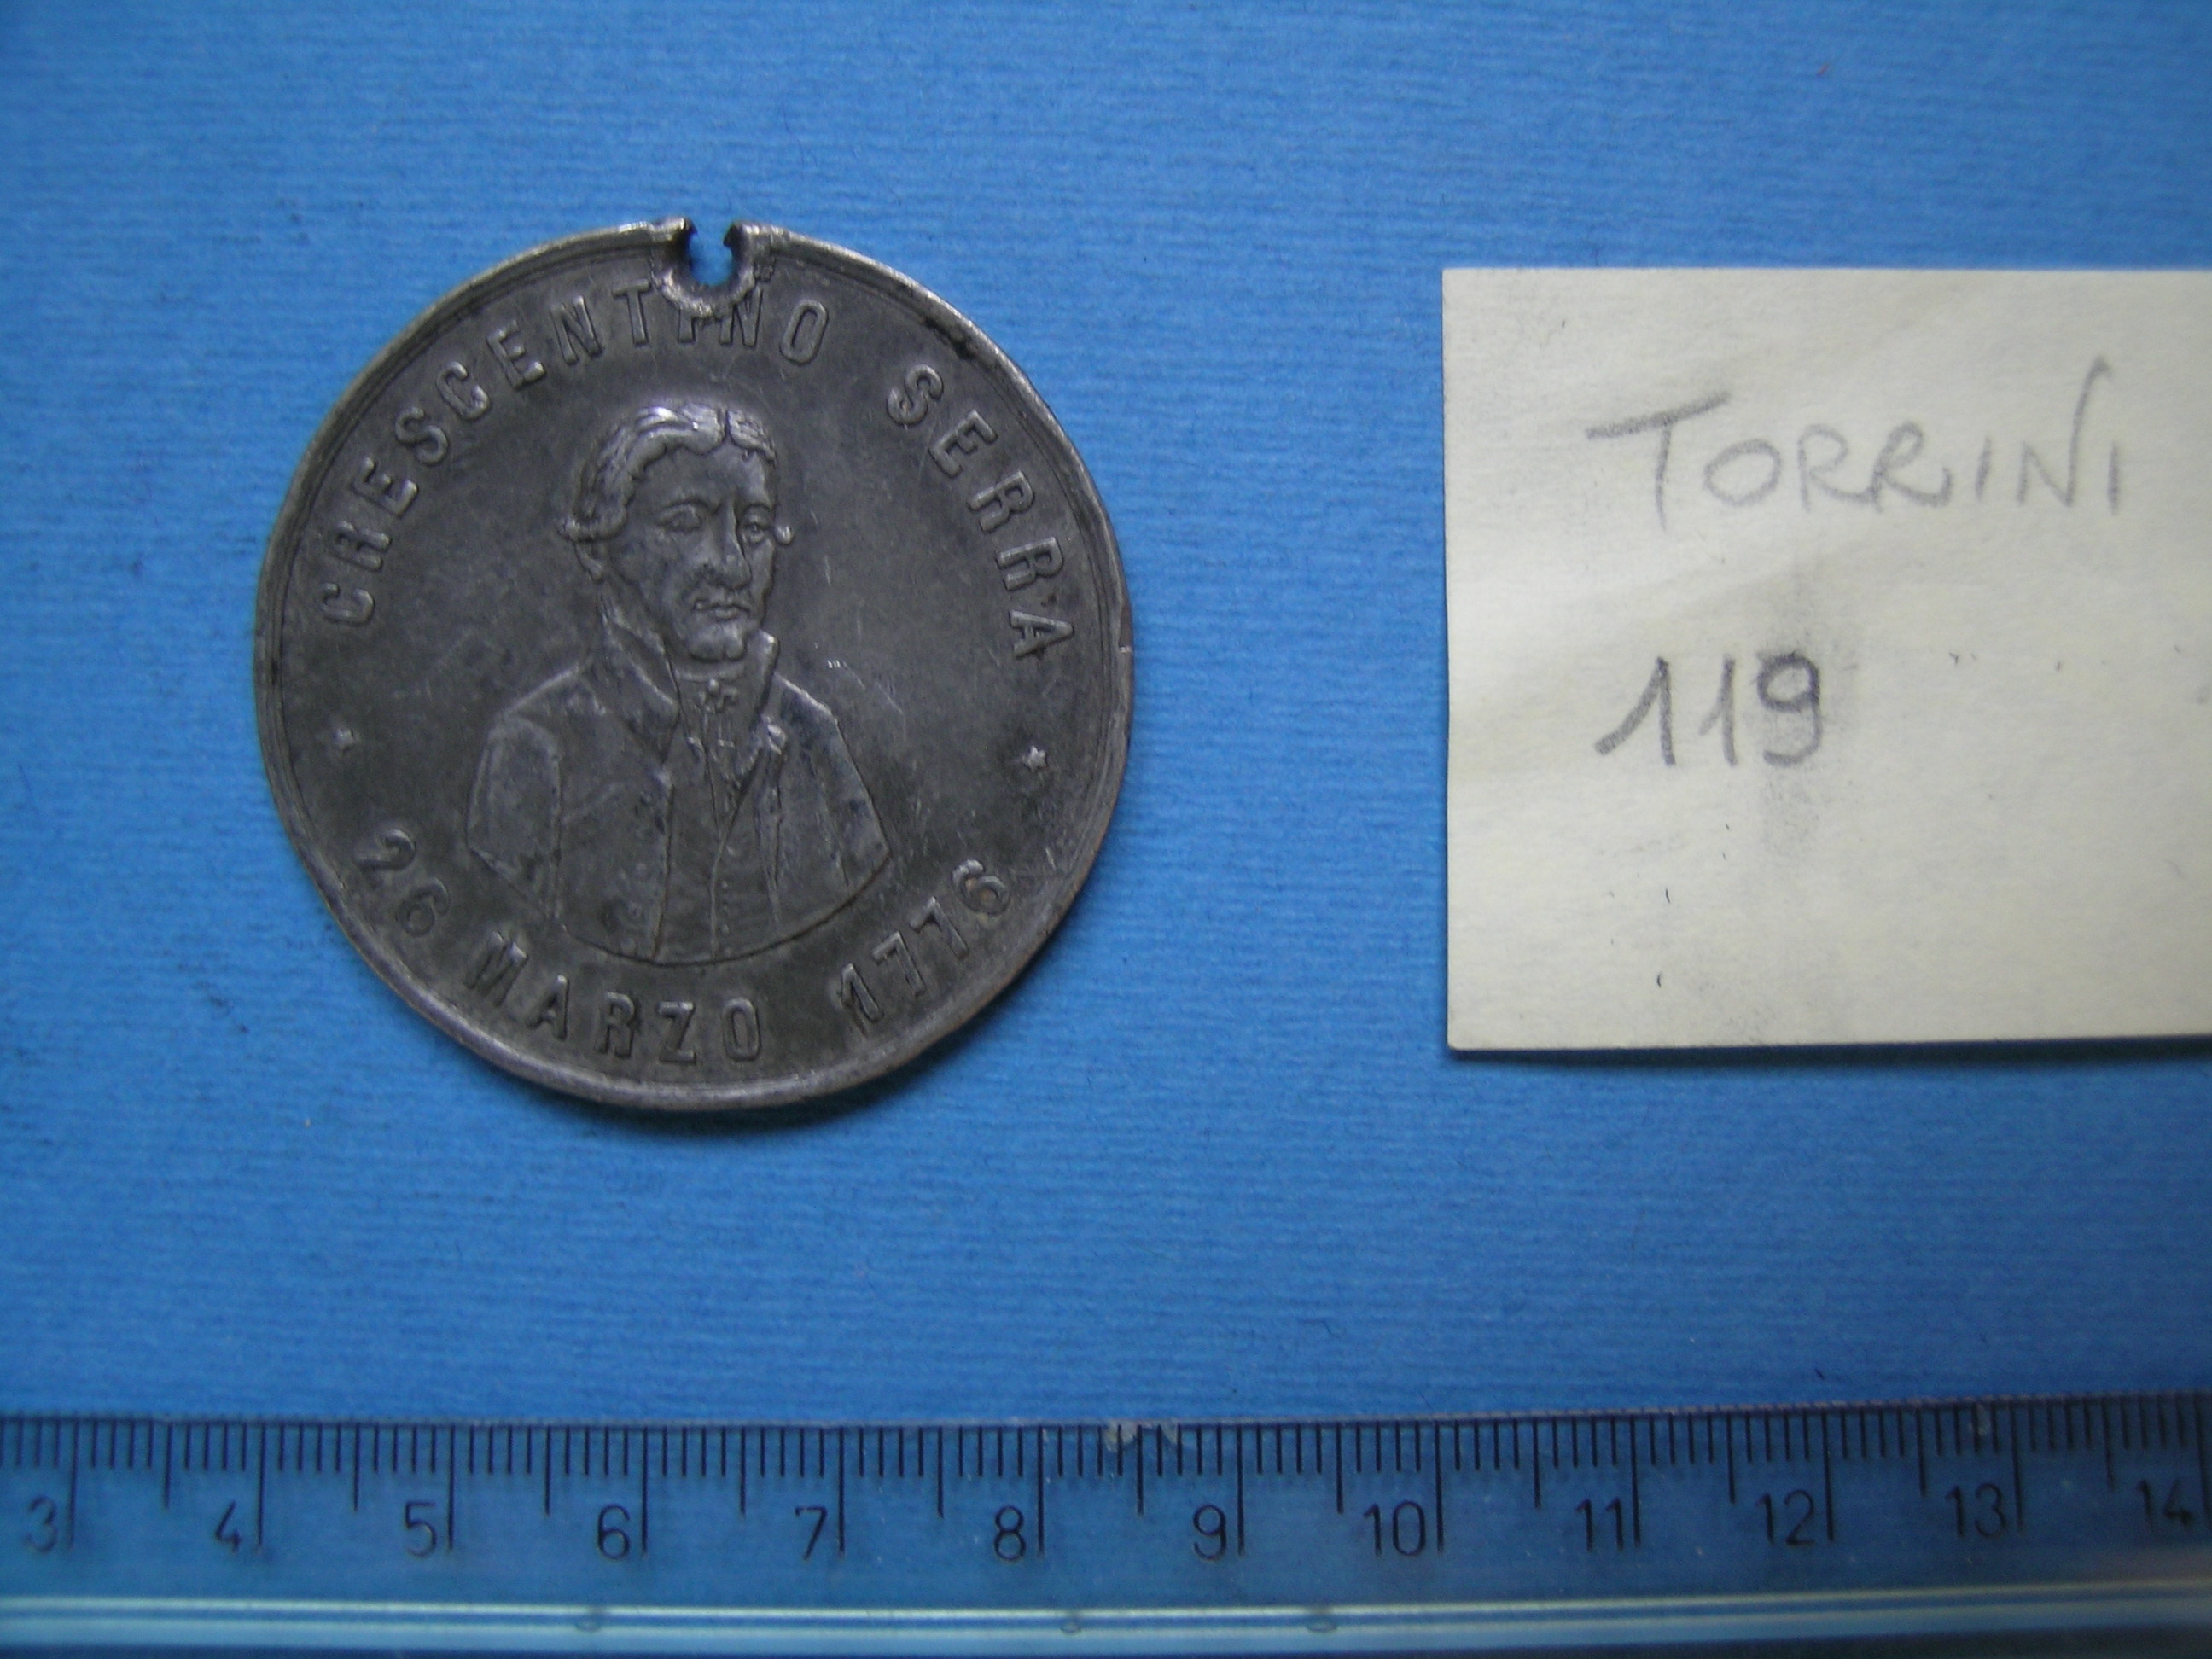 CRESCENTINO SERRA
26 MARZO 1776
TORRINI
119
3 4 5 6 7 8 9 10 11 12 13 14